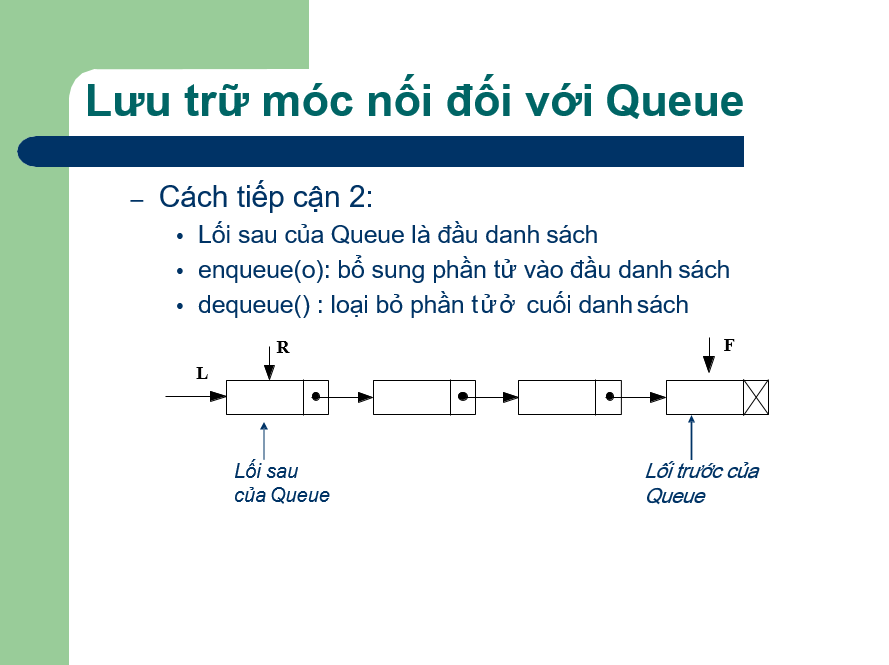 Lưu trữ móc nối đối với Queue
– Cách tiếp cận 2:
• Lối sau của Queue là đầu danh sách
• enqueue(o): bổ sung phần tử vào đầu danh sách
• dequeue() : loại bỏ phần tử ở cuối danh sách
R
F
L
Lối sau
của Queue
Lối trước của
Queue